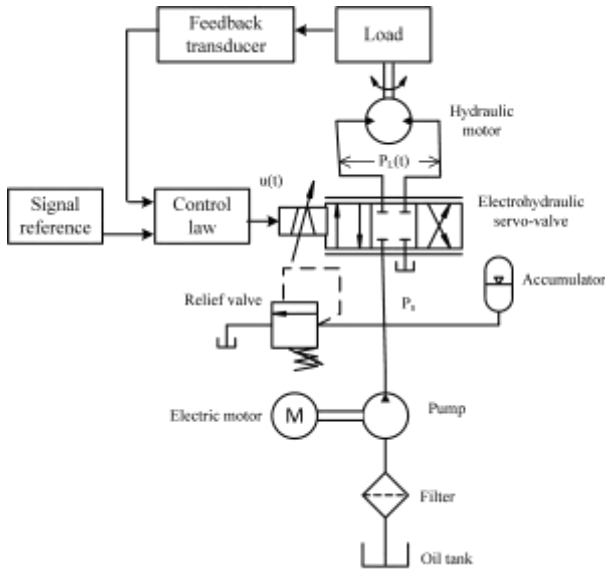 Feedback
transducer
Load
Hydraulic
motor
P_L(t)
u(t)
Signal
reference
Control
law
Electrohydraulic
servo-valve
Relief valve
P_s
Accumulator
Electric motor
M
Pump
Filter
Oil tank